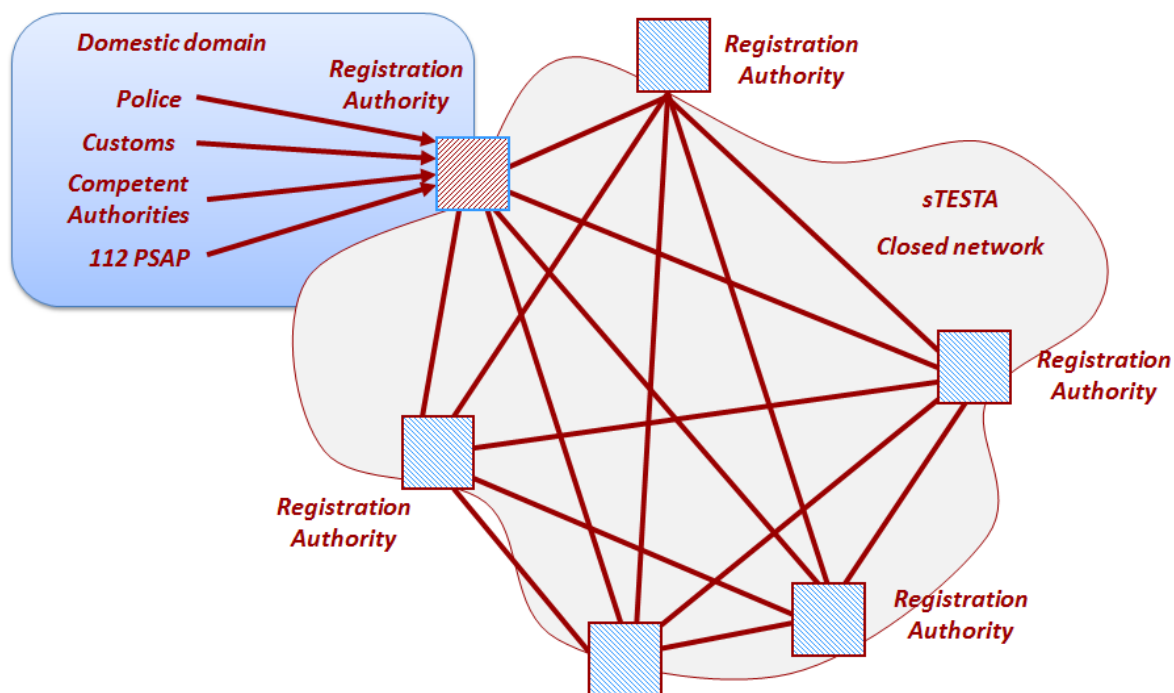 Domestic domain
Registration
Authority
Police
Customs
Competent
Authorities
112 PSAP
Registration
Authority
sTESTA
Closed network
Registration
Authority
Registration
Authority
Registration
Authority